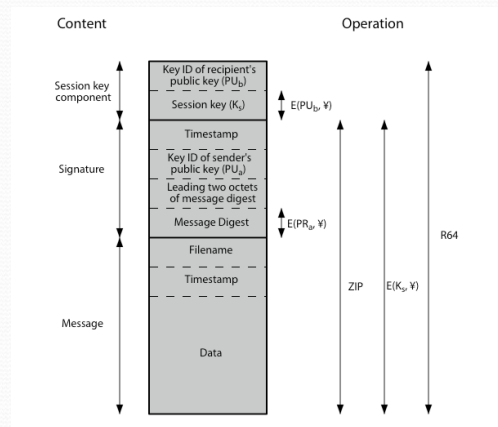 Content
Operation
Session key
component
Key ID of recipient's
public key (PUb)
Session key (Ks)
E(PUb, ¥)
Signature
Timestamp
Key ID of sender's
public key (PUa)
Leading two octets
of message digest
Message Digest
E(PRa, ¥)
Message
Filename
Timestamp
Data
ZIP
E(Ks, ¥)
R64